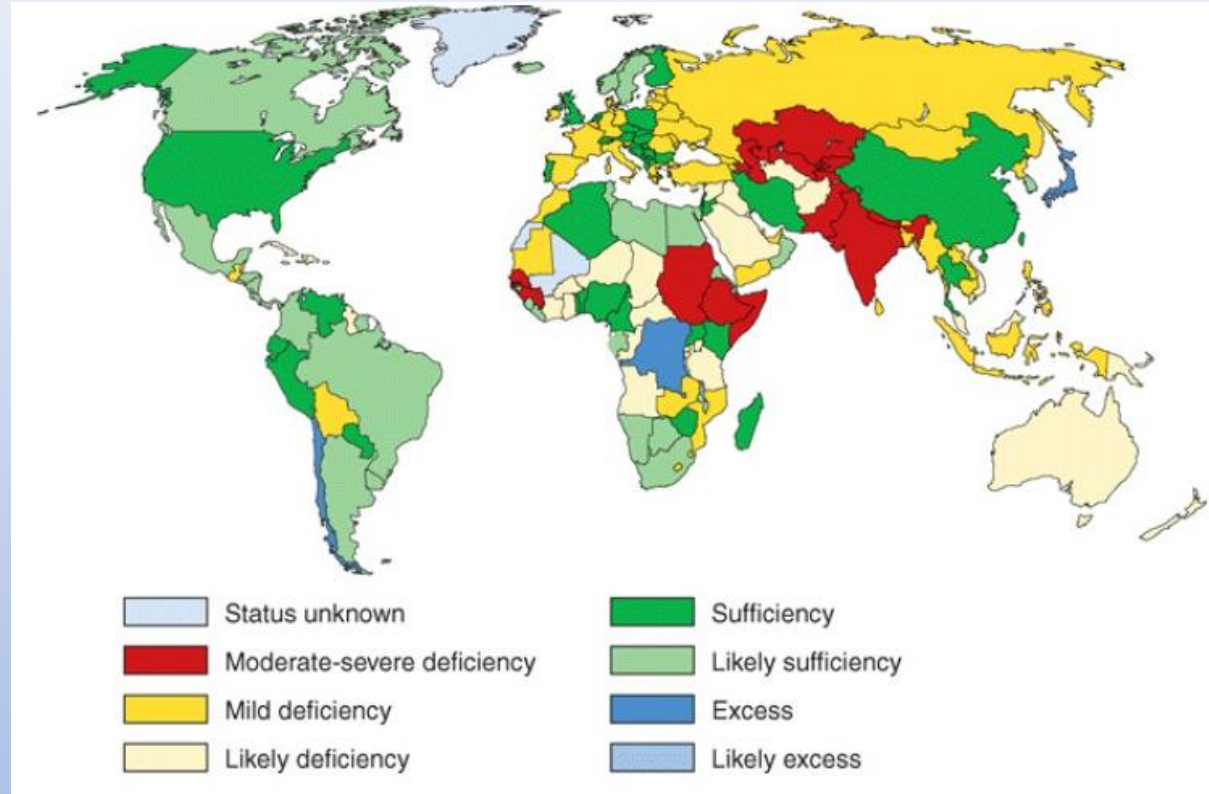 Status unknown
Moderate-severe deficiency
Mild deficiency
Likely deficiency
Sufficiency
Likely sufficiency
Excess
Likely excess